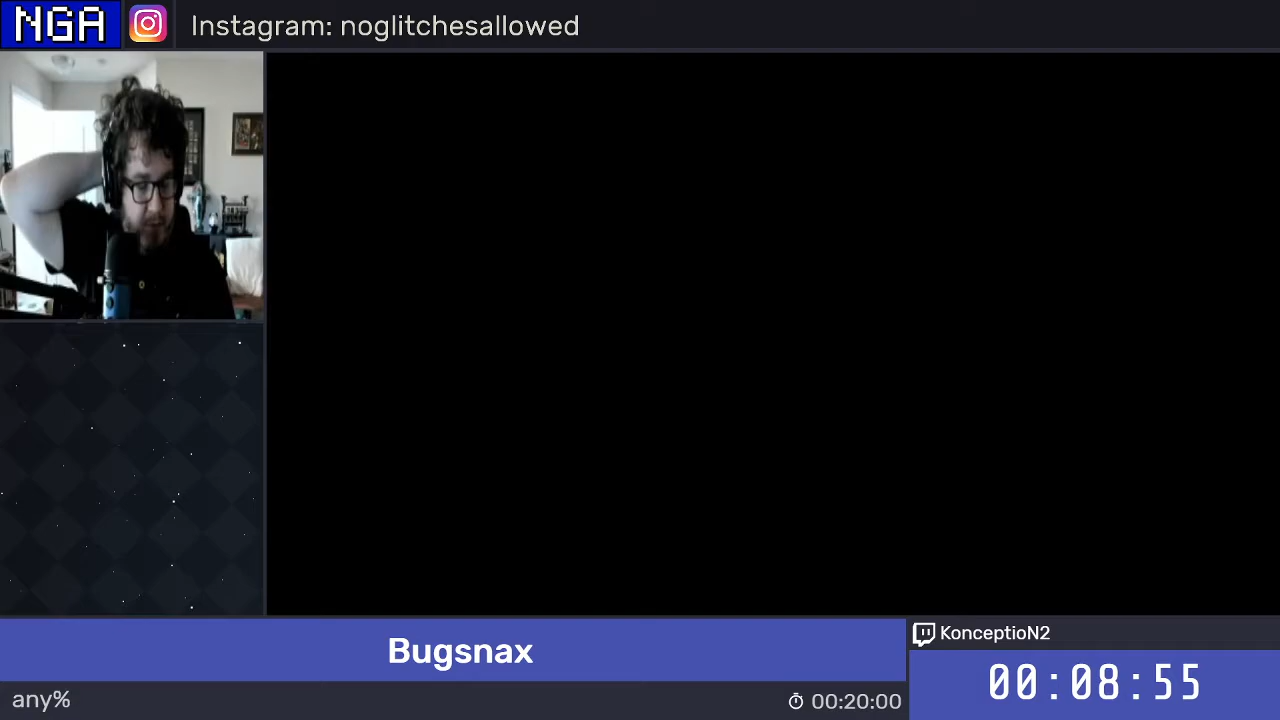 NGA
Instagram: noglitchesallowed
Bugsnax
KonceptioN2
any%
00:20:00
00:08:55